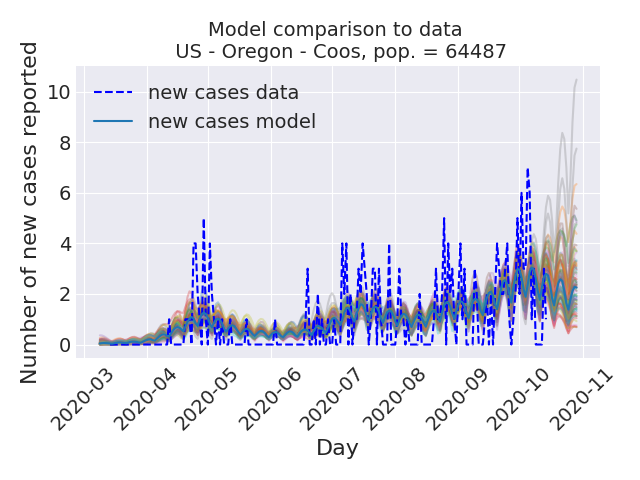 Model comparison to data
US - Oregon - Coos, pop. = 64487
Number of new cases reported
10
8
6
4
2
0
new cases data
new cases model
2020-03
2020-04
2020-05
2020-06
2020-07
2020-08
2020-09
2020-10
2020-11
Day